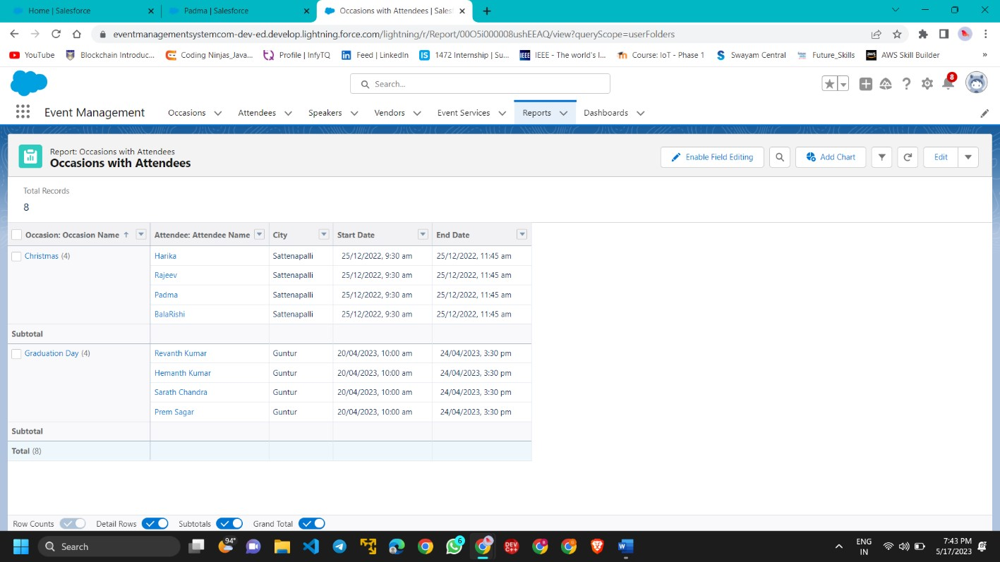 Home | Salesforce
Padma | Salesforce
Occasions with Attendees | Sales
eventmanagementsystemcom-dev-ed.develop.lightning.force.com/lightning/r/Report/00O5i000008ushEEAQ/view?queryScope=userFolders
YouTube Blockchain Introduc... Coding Ninjas_Java... Profile | InfyTQ Feed | LinkedIn 1472 Internship | Su... IEEE - The world's l... Course: IoT - Phase 1 Swayam Central Future_Skills AWS Skill Builder »
Search...
8
Event Management Occasions Attendees Speakers Vendors Event Services Reports Dashboards
Report: Occasions with Attendees
Occasions with Attendees
Enable Field Editing Add Chart Edit
Total Records
8
Occasion: Occasion Name ↑ Attendee: Attendee Name City Start Date End Date
Christmas (4) Harika Sattenapalli 25/12/2022, 9:30 am 25/12/2022, 11:45 am
Rajeev Sattenapalli 25/12/2022, 9:30 am 25/12/2022, 11:45 am
Padma Sattenapalli 25/12/2022, 9:30 am 25/12/2022, 11:45 am
BalaRishi Sattenapalli 25/12/2022, 9:30 am 25/12/2022, 11:45 am
Subtotal
Graduation Day (4) Revanth Kumar Guntur 20/04/2023, 10:00 am 24/04/2023, 3:30 pm
Hemanth Kumar Guntur 20/04/2023, 10:00 am 24/04/2023, 3:30 pm
Sarath Chandra Guntur 20/04/2023, 10:00 am 24/04/2023, 3:30 pm
Prem Sagar Guntur 20/04/2023, 10:00 am 24/04/2023, 3:30 pm
Subtotal
Total (8)
Row Counts Detail Rows Subtotals Grand Total
Search
94°
6
DEV C++
ENG
IN
7:43 PM
5/17/2023